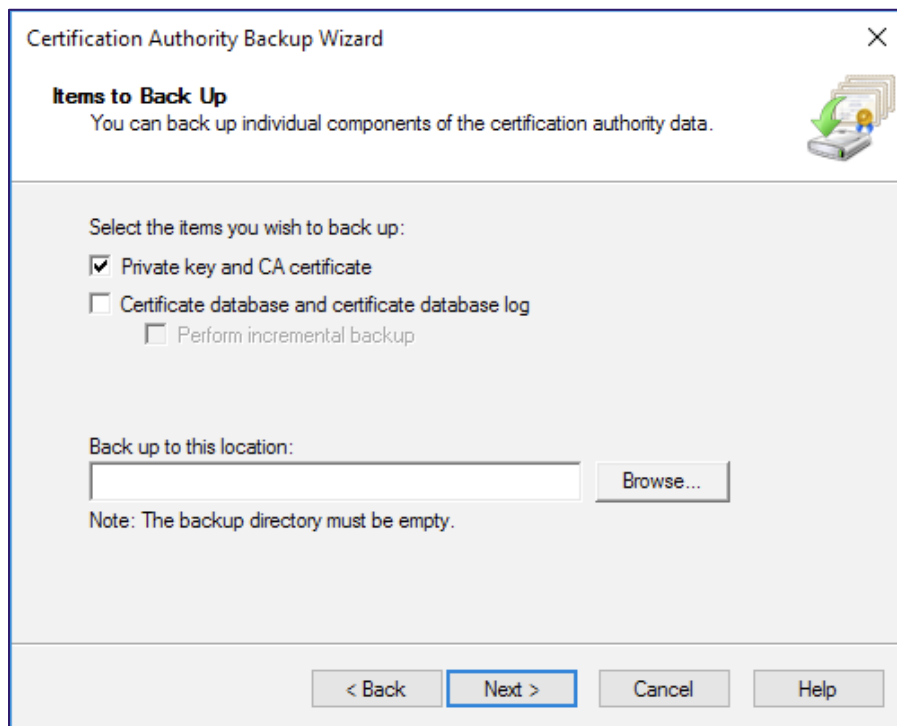 Certification Authority Backup Wizard
Items to Back Up
You can back up individual components of the certification authority data.
Select the items you wish to back up:
Private key and CA certificate
Certificate database and certificate database log
Perform incremental backup
Back up to this location:
Browse...
Note: The backup directory must be empty.
< Back Next > Cancel Help